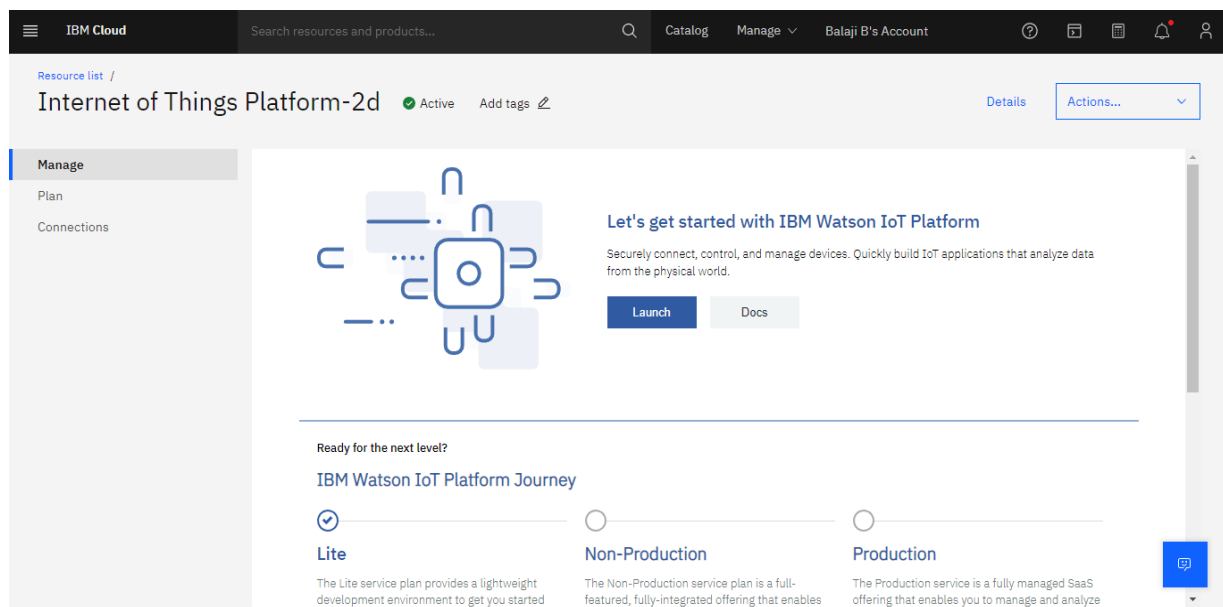 IBM Cloud
Search resources and products...
Catalog
Manage
Balaji B's Account
Resource list /
Internet of Things Platform-2d
Active
Add tags
Details
Actions...
Manage
Plan
Connections
Let's get started with IBM Watson IoT Platform
Securely connect, control, and manage devices. Quickly build IoT applications that analyze data
from the physical world.
Launch
Docs
Ready for the next level?
IBM Watson IoT Platform Journey
Lite
The Lite service plan provides a lightweight
development environment to get you started
Non-Production
The Non-Production service plan is a full-
featured, fully-integrated offering that enables
Production
The Production service is a fully managed SaaS
offering that enables you to manage and analyze